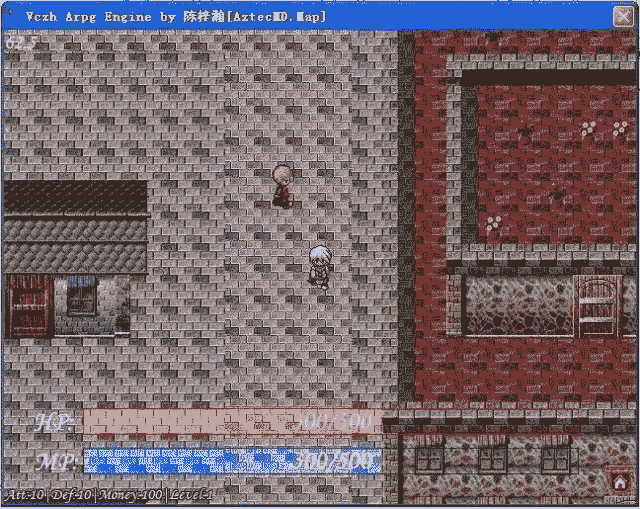 Vczh Arpg Engine by 陈梓瀚[AztecMD.Map]
62.5
HP: 500/500
MP: 500/500
Att:10|Def:10|Money:100|Level:1